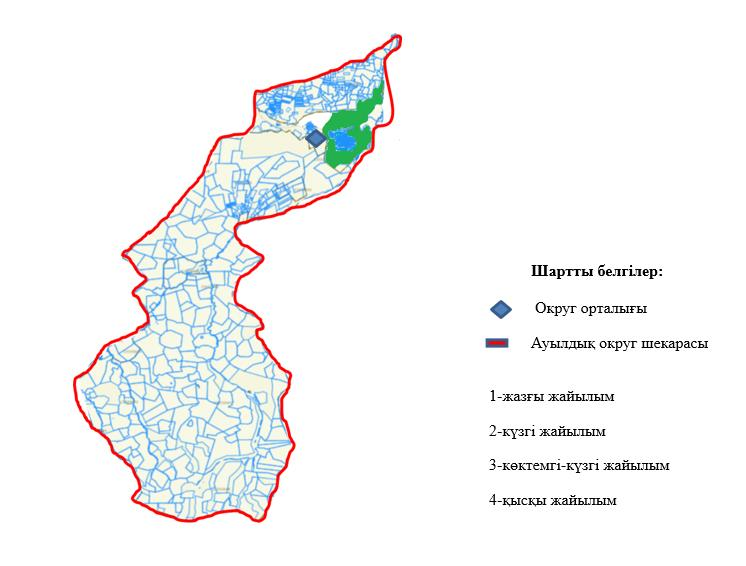 Шартты белгілер:
Округ орталығы
Ауылдық округ шекарасы
1-жазғы жайылым
2-күзгі жайылым
3-көктемгі-күзгі жайылым
4-қысқы жайылым